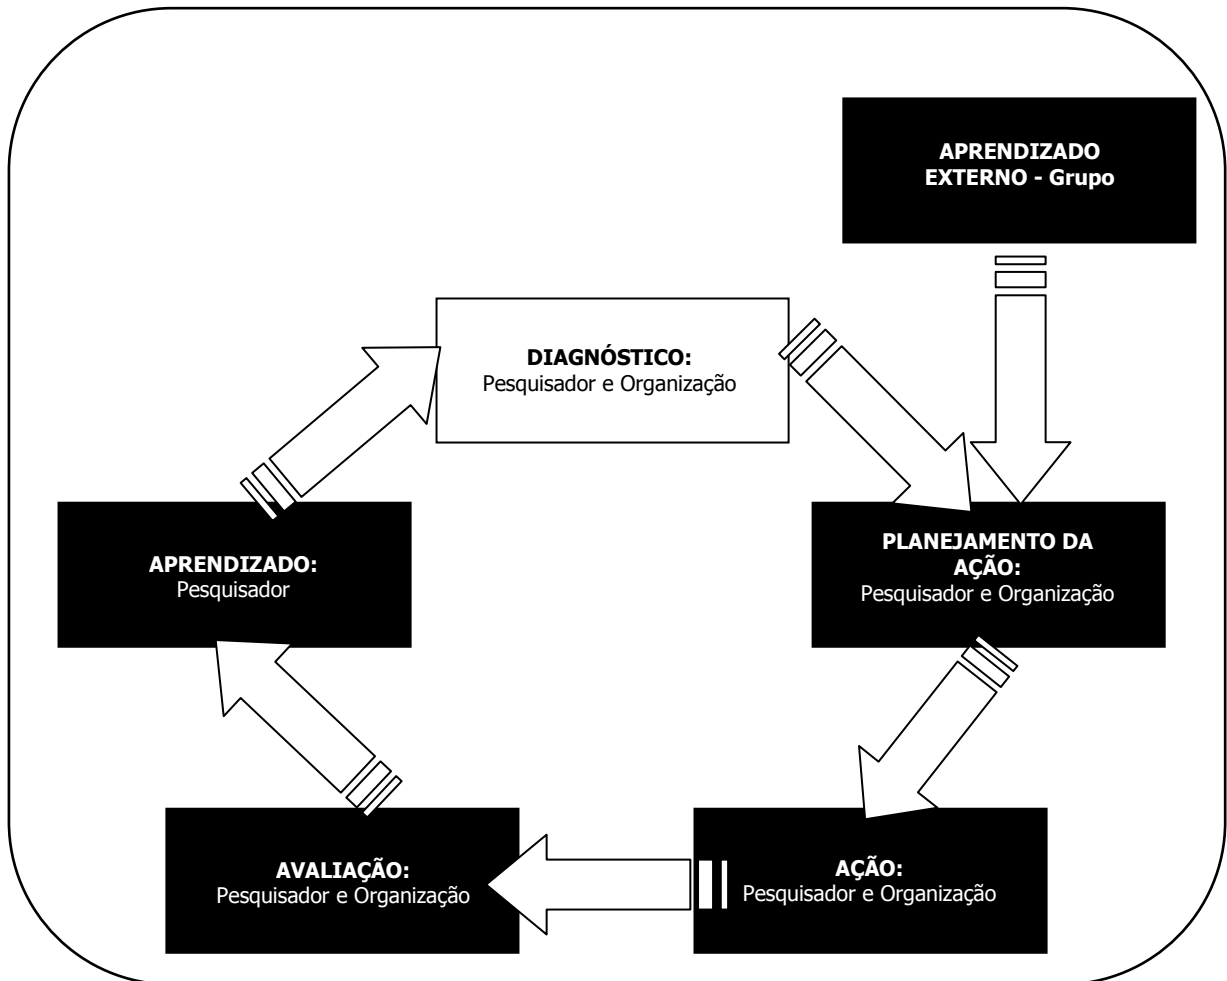 APRENDIZADO
EXTERNO - Grupo
DIAGNÓSTICO:
Pesquisador e Organização
APRENDIZADO:
Pesquisador
PLANEJAMENTO DA
AÇÃO:
Pesquisador e Organização
AVALIAÇÃO:
Pesquisador e Organização
AÇÃO:
Pesquisador e Organização